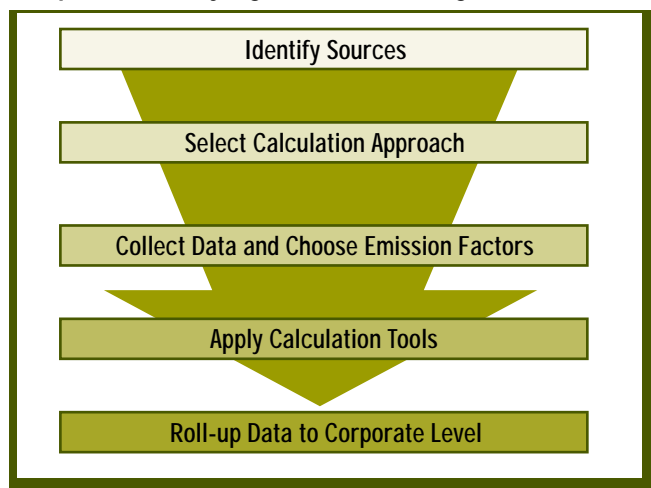 Identify Sources
Select Calculation Approach
Collect Data and Choose Emission Factors
Apply Calculation Tools
Roll-up Data to Corporate Level